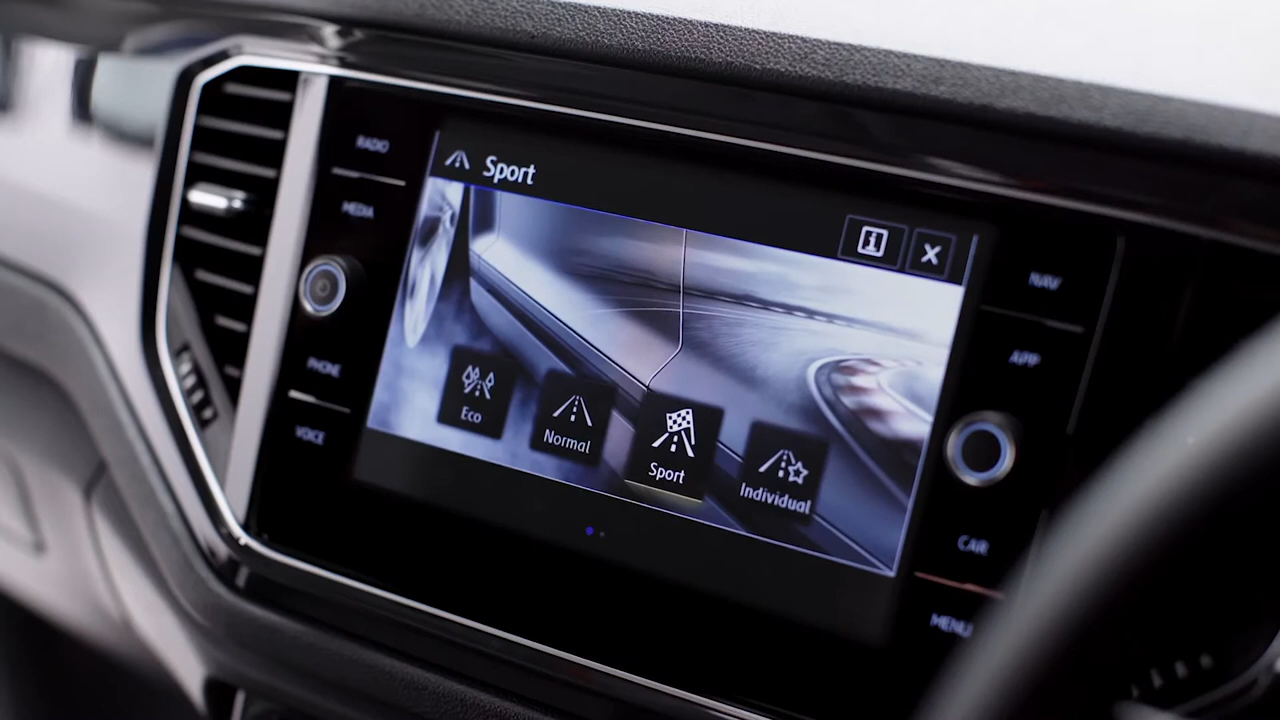 RADIO
MEDIA
PHONE
VOICE
Sport
i
X
Eco
Normal
Sport
Individual
NAV
APP
CAR
MENU